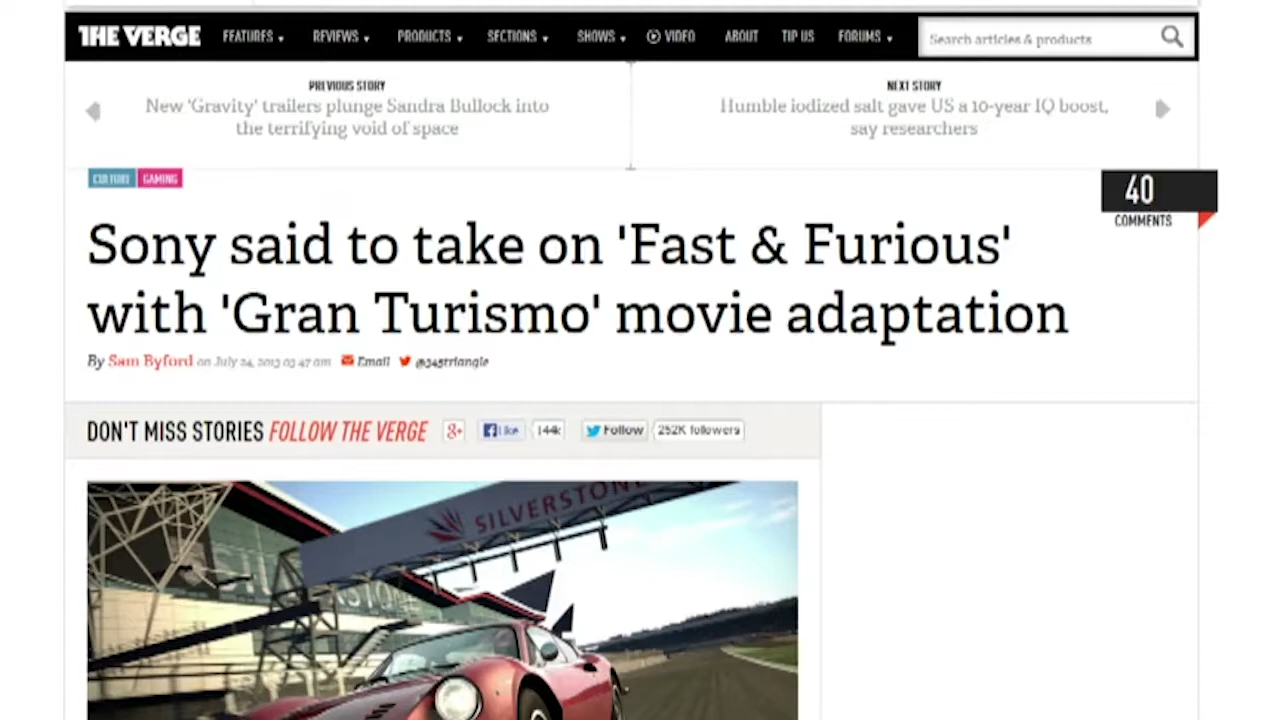 THE VERGE FEATURES REVIEWS PRODUCTS SECTIONS SHOWS VIDEO ABOUT TIP US FORUMS Search articles & products
PREVIOUS STORY
New 'Gravity' trailers plunge Sandra Bullock into
the terrifying void of space
NEXT STORY
Humble iodized salt gave US a 10-year IQ boost,
say researchers
CULTURE GAMING
40
COMMENTS
Sony said to take on 'Fast & Furious'
with 'Gran Turismo' movie adaptation
By Sam Byford on July 24, 2013 03:47 am Email @345triangle
DON'T MISS STORIES FOLLOW THE VERGE 8+ Like 144k Follow 252K followers
SILVERSTONE